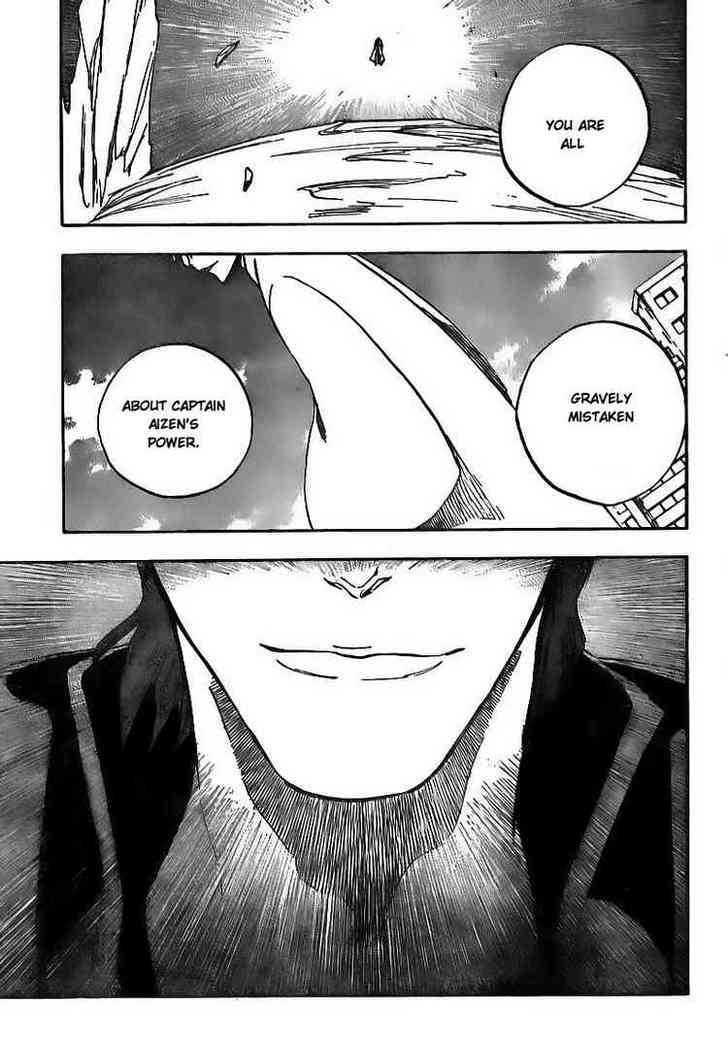 YOU ARE
ALL
GRAVELY
MISTAKEN
ABOUT CAPTAIN
AIZEN'S
POWER.